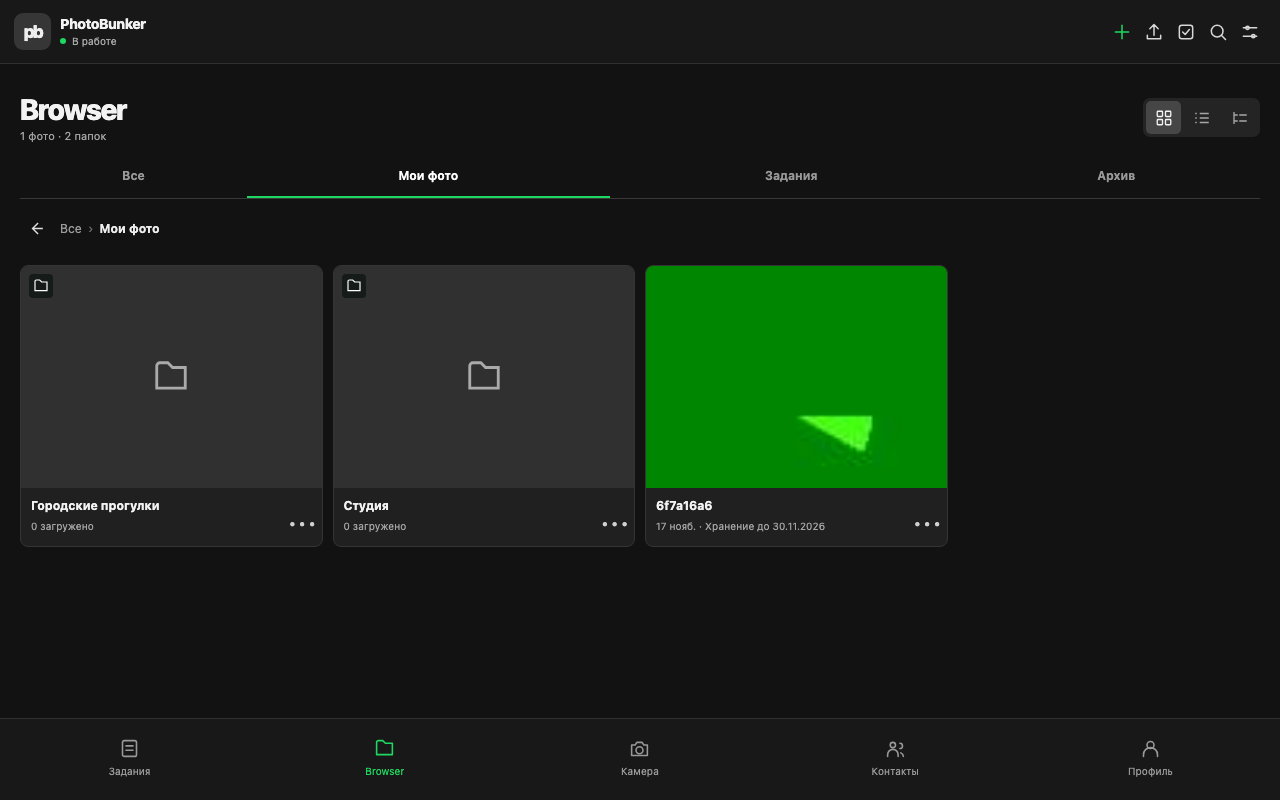 pb
PhotoBunker
В работе
Browser
1 фото · 2 папок
Все
Мои фото
Задания
Архив
Все › Мои фото
Городские прогулки
0 загружено
Студия
0 загружено
6f7a16a6
17 нояб. · Хранение до 30.11.2026
Задания
Browser
Камера
Контакты
Профиль